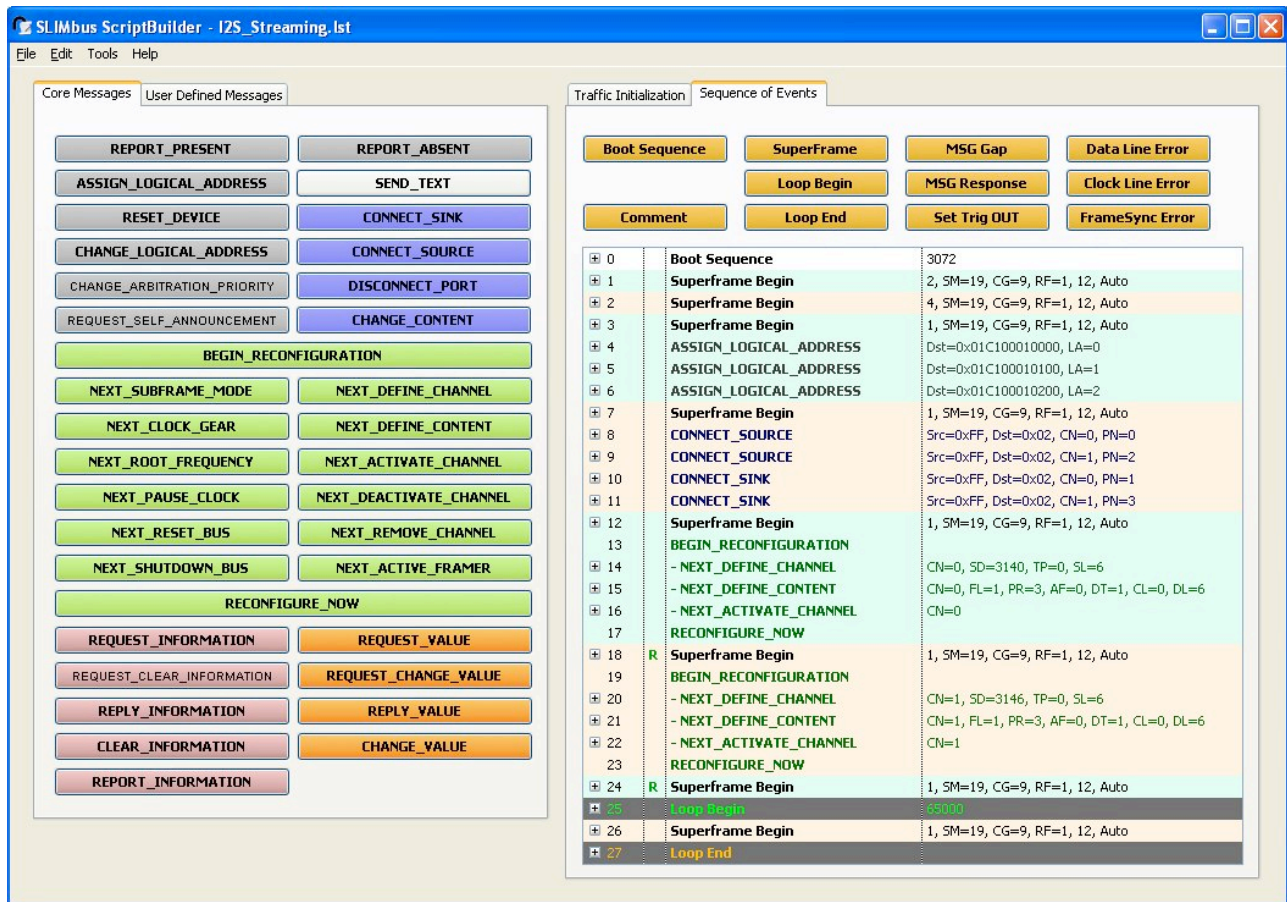 SLIMbus ScriptBuilder - I2S_Streaming.lst
File Edit Tools Help
Core Messages User Defined Messages
REPORT_PRESENT REPORT_ABSENT
ASSIGN_LOGICAL_ADDRESS SEND_TEXT
RESET_DEVICE CONNECT_SINK
CHANGE_LOGICAL_ADDRESS CONNECT_SOURCE
CHANGE_ARBITRATION_PRIORITY DISCONNECT_PORT
REQUEST_SELF_ANNOUNCEMENT CHANGE_CONTENT
BEGIN_RECONFIGURATION
NEXT_SUBFRAME_MODE NEXT_DEFINE_CHANNEL
NEXT_CLOCK_GEAR NEXT_DEFINE_CONTENT
NEXT_ROOT_FREQUENCY NEXT_ACTIVATE_CHANNEL
NEXT_PAUSE_CLOCK NEXT_DEACTIVATE_CHANNEL
NEXT_RESET_BUS NEXT_REMOVE_CHANNEL
NEXT_SHUTDOWN_BUS NEXT_ACTIVE_FRAMER
RECONFIGURE_NOW
REQUEST_INFORMATION REQUEST_VALUE
REQUEST_CLEAR_INFORMATION REQUEST_CHANGE_VALUE
REPLY_INFORMATION REPLY_VALUE
CLEAR_INFORMATION CHANGE_VALUE
REPORT_INFORMATION
Traffic Initialization Sequence of Events
Boot Sequence SuperFrame MSG Gap Data Line Error
Loop Begin MSG Response Clock Line Error
Comment Loop End Set Trig OUT FrameSync Error
0 Boot Sequence 3072
1 Superframe Begin 2, SM=19, CG=9, RF=1, 12, Auto
2 Superframe Begin 4, SM=19, CG=9, RF=1, 12, Auto
3 Superframe Begin 1, SM=19, CG=9, RF=1, 12, Auto
4 ASSIGN_LOGICAL_ADDRESS Dst=0x01C100010000, LA=0
5 ASSIGN_LOGICAL_ADDRESS Dst=0x01C100010100, LA=1
6 ASSIGN_LOGICAL_ADDRESS Dst=0x01C100010200, LA=2
7 Superframe Begin 1, SM=19, CG=9, RF=1, 12, Auto
8 CONNECT_SOURCE Src=0xFF, Dst=0x02, CN=0, PN=0
9 CONNECT_SOURCE Src=0xFF, Dst=0x02, CN=1, PN=2
10 CONNECT_SINK Src=0xFF, Dst=0x02, CN=0, PN=1
11 CONNECT_SINK Src=0xFF, Dst=0x02, CN=1, PN=3
12 Superframe Begin 1, SM=19, CG=9, RF=1, 12, Auto
13 BEGIN_RECONFIGURATION
14 - NEXT_DEFINE_CHANNEL CN=0, SD=3140, TP=0, SL=6
15 - NEXT_DEFINE_CONTENT CN=0, FL=1, PR=3, AF=0, DT=1, CL=0, DL=6
16 - NEXT_ACTIVATE_CHANNEL CN=0
17 RECONFIGURE_NOW
18 R Superframe Begin 1, SM=19, CG=9, RF=1, 12, Auto
19 BEGIN_RECONFIGURATION
20 - NEXT_DEFINE_CHANNEL CN=1, SD=3146, TP=0, SL=6
21 - NEXT_DEFINE_CONTENT CN=1, FL=1, PR=3, AF=0, DT=1, CL=0, DL=6
22 - NEXT_ACTIVATE_CHANNEL CN=1
23 RECONFIGURE_NOW
24 R Superframe Begin 1, SM=19, CG=9, RF=1, 12, Auto
25 Loop Begin 65000
26 Superframe Begin 1, SM=19, CG=9, RF=1, 12, Auto
27 Loop End